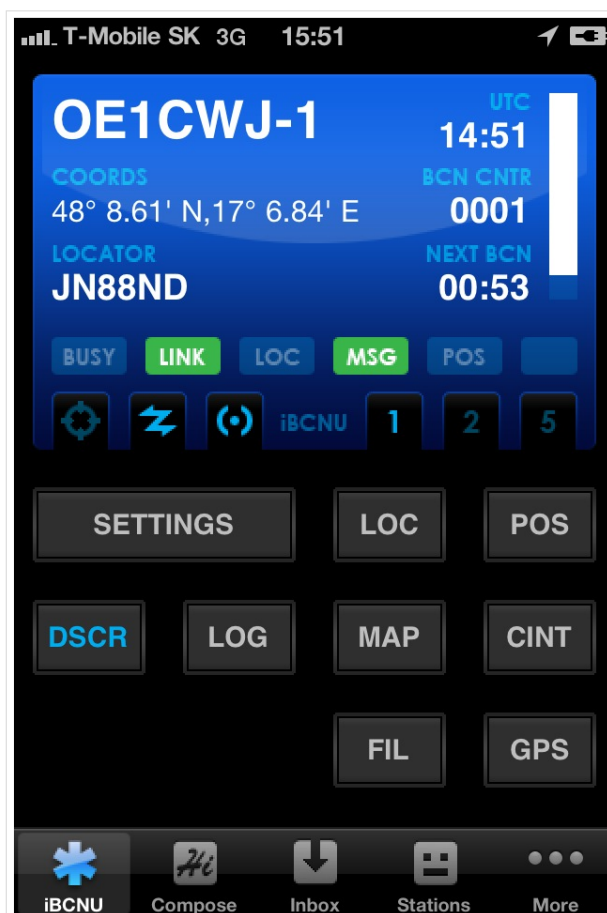 T-Mobile SK 3G 15:51
OE1CWJ-1
UTC
14:51
COORDS
48° 8.61' N,17° 6.84' E
BCN CNTR
0001
LOCATOR
JN88ND
NEXT BCN
00:53
BUSY LINK LOC MSG POS
iBCNU 1 2 5
SETTINGS LOC POS
DSCR LOG MAP CINT
FIL GPS
Hi
iBCNU Compose Inbox Stations More